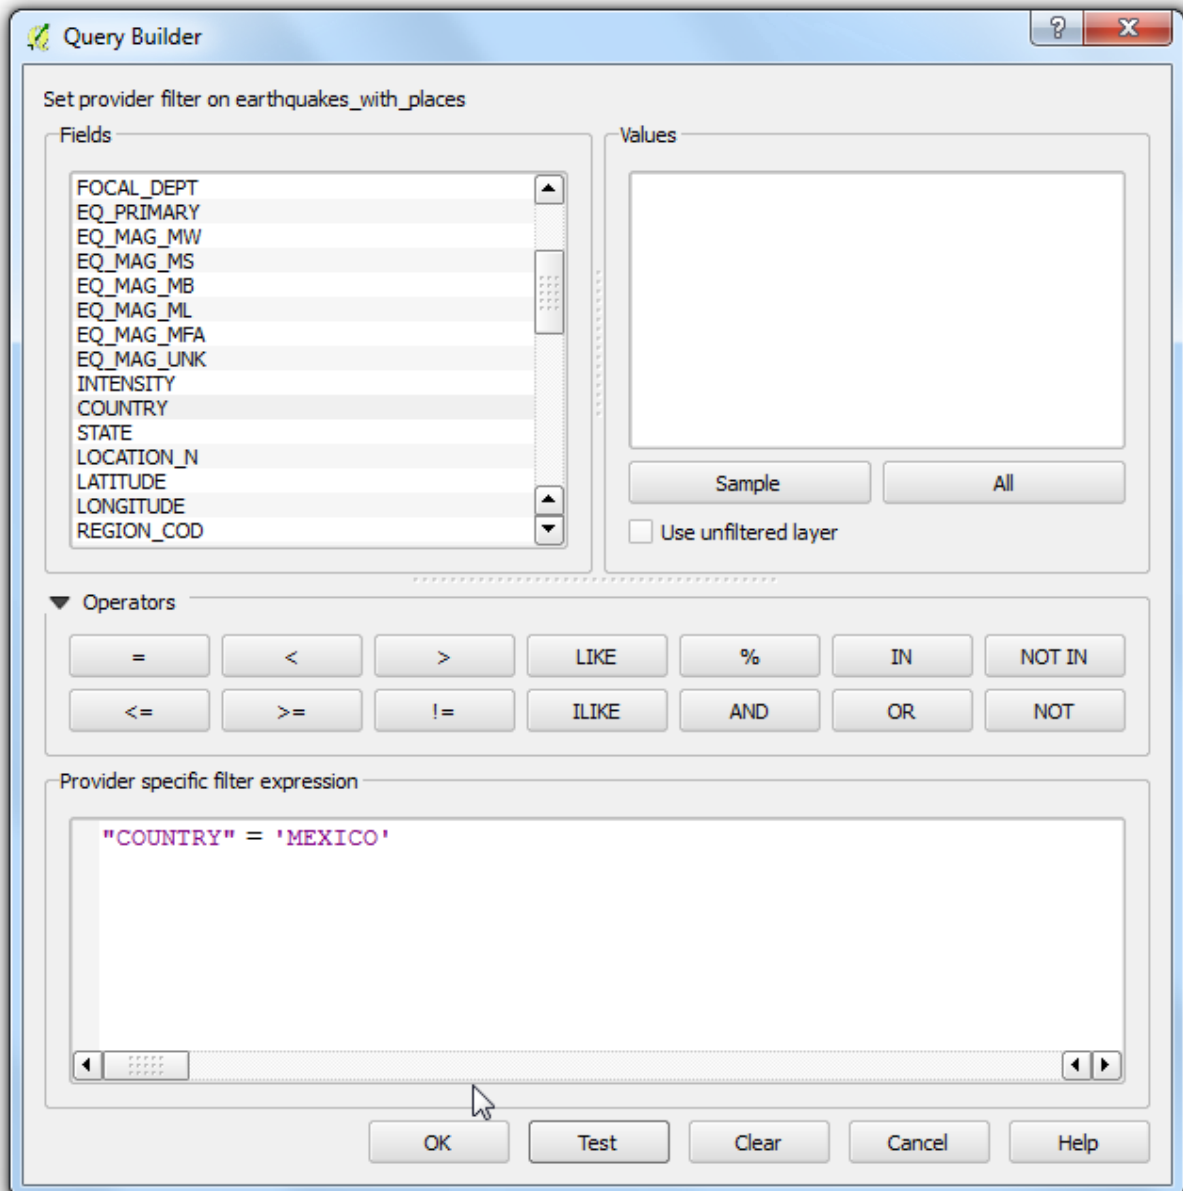 Query Builder
?
X
Set provider filter on earthquakes_with_places
Fields
FOCAL_DEPT
EQ_PRIMARY
EQ_MAG_MW
EQ_MAG_MS
EQ_MAG_MB
EQ_MAG_ML
EQ_MAG_MFA
EQ_MAG_UNK
INTENSITY
COUNTRY
STATE
LOCATION_N
LATITUDE
LONGITUDE
REGION_COD
Values
Sample All
Use unfiltered layer
Operators
= < > LIKE % IN NOT IN
<= >= != ILIKE AND OR NOT
Provider specific filter expression
"COUNTRY" = 'MEXICO'
OK Test Clear Cancel Help